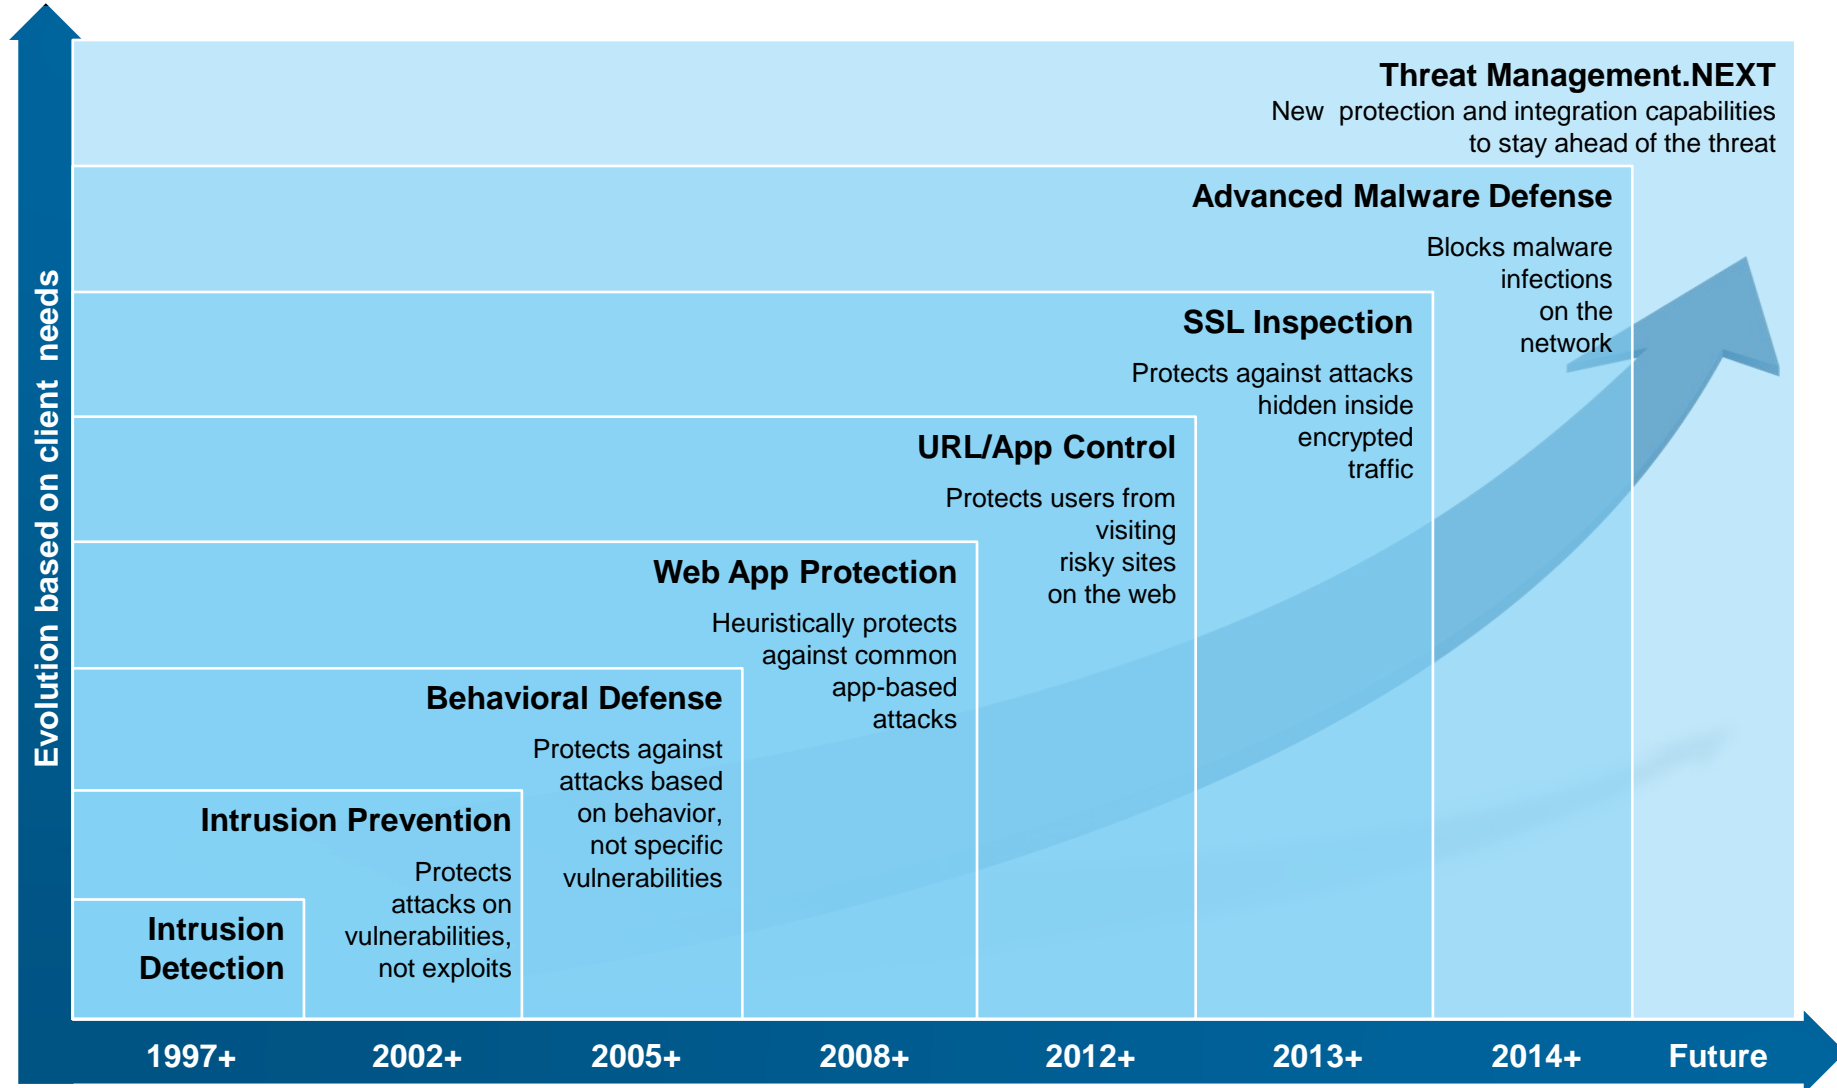 Threat Management.NEXT
New protection and integration capabilities
to stay ahead of the threat
Advanced Malware Defense
Blocks malware
infections
on the
network
SSL Inspection
Protects against attacks
hidden inside
encrypted
traffic
URL/App Control
Protects users from
visiting
risky sites
on the web
Web App Protection
Heuristically protects
against common
app-based
attacks
Behavioral Defense
Protects against
attacks based
on behavior,
not specific
vulnerabilities
Intrusion Prevention
Protects
attacks on
vulnerabilities,
not exploits
Intrusion
Detection
Evolution based on client needs
1997+
2002+
2005+
2008+
2012+
2013+
2014+
Future